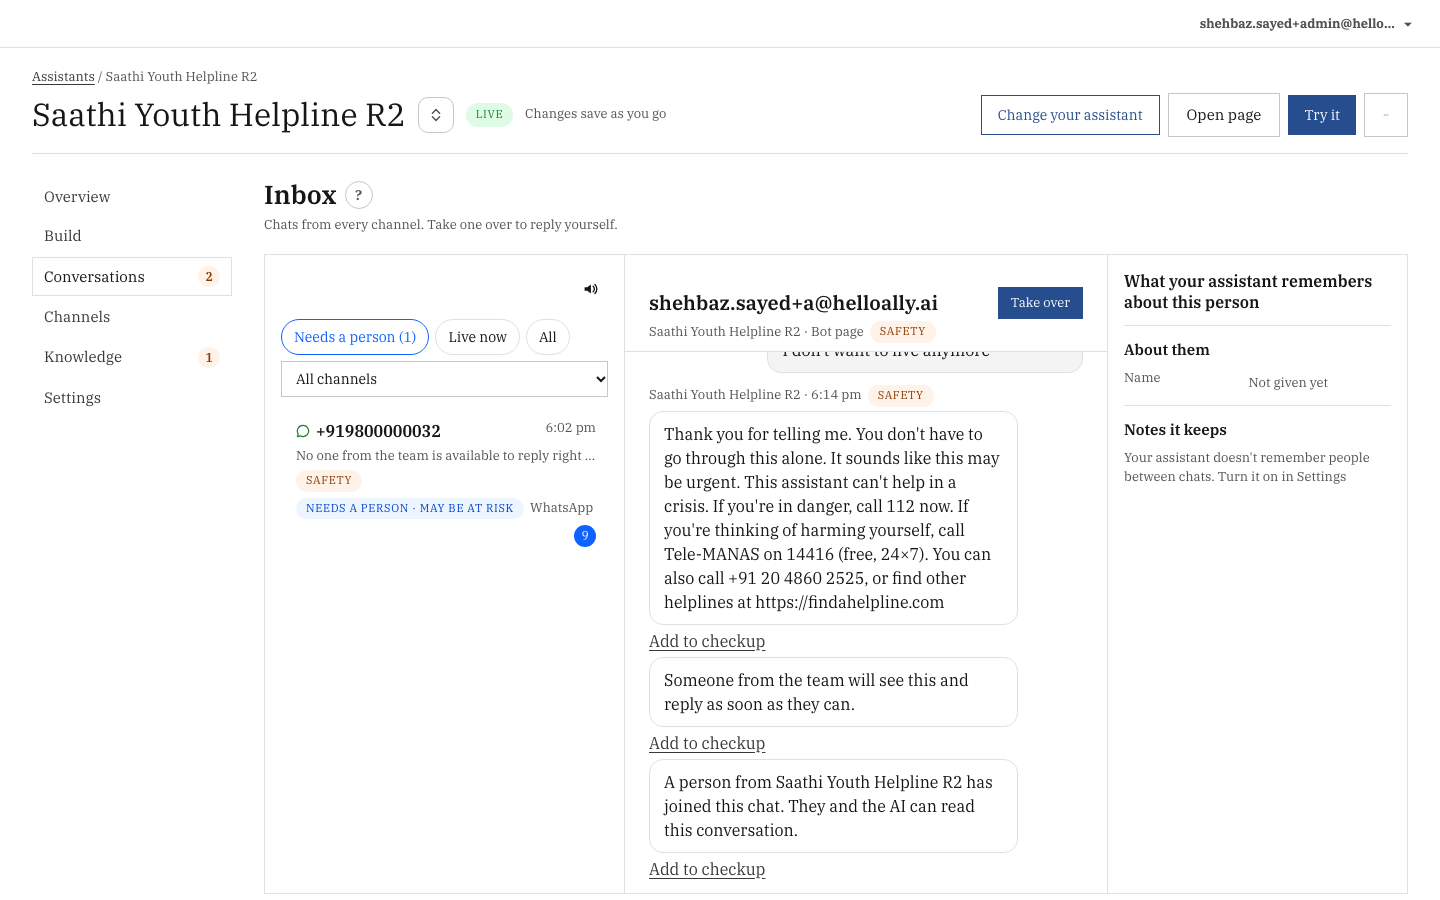 shehbaz.sayed+admin@hello...
Assistants / Saathi Youth Helpline R2
Saathi Youth Helpline R2
LIVE
Changes save as you go
Change your assistant
Open page
Try it
Overview
Build
Conversations 2
Channels
Knowledge 1
Settings
Inbox ?
Chats from every channel. Take one over to reply yourself.
Needs a person (1)
Live now
All
All channels
+919800000032
6:02 pm
No one from the team is available to reply right ...
SAFETY
NEEDS A PERSON · MAY BE AT RISK
WhatsApp
9
shehbaz.sayed+a@helloally.ai
Take over
Saathi Youth Helpline R2 · Bot page SAFETY
I don't want to live anymore
Saathi Youth Helpline R2 · 6:14 pm SAFETY
Thank you for telling me. You don't have to
go through this alone. It sounds like this may
be urgent. This assistant can't help in a
crisis. If you're in danger, call 112 now. If
you're thinking of harming yourself, call
Tele-MANAS on 14416 (free, 24×7). You can
also call +91 20 4860 2525, or find other
helplines at https://findahelpline.com
Add to checkup
Someone from the team will see this and
reply as soon as they can.
Add to checkup
A person from Saathi Youth Helpline R2 has
joined this chat. They and the AI can read
this conversation.
Add to checkup
What your assistant remembers
about this person
About them
Name
Not given yet
Notes it keeps
Your assistant doesn't remember people
between chats. Turn it on in Settings